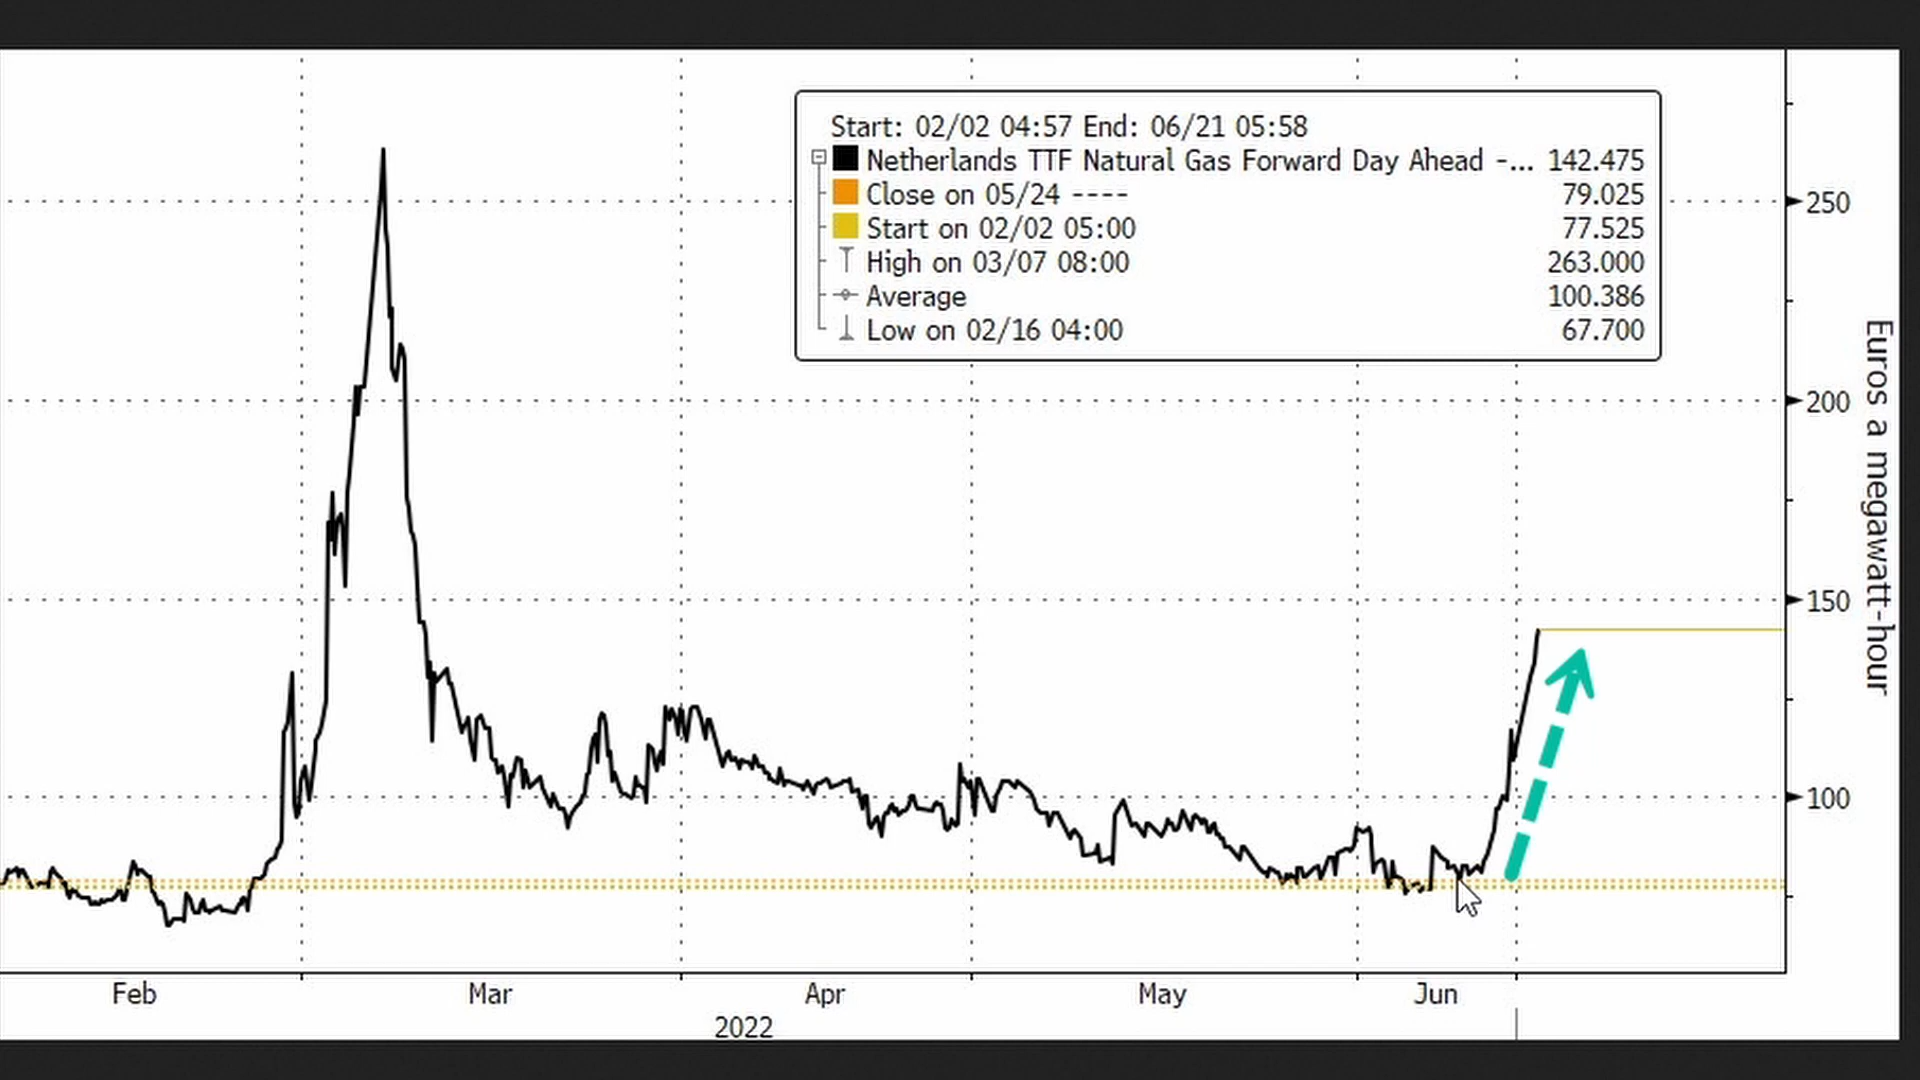 Start: 02/02 04:57 End: 06/21 05:58
Netherlands TTF Natural Gas Forward Day Ahead -... 142.475
Close on 05/24 ---- 79.025
Start on 02/02 05:00 77.525
High on 03/07 08:00 263.000
Average 100.386
Low on 02/16 04:00 67.700
250
200
150
100
Euros a megawatt-hour
Feb Mar Apr May Jun
2022